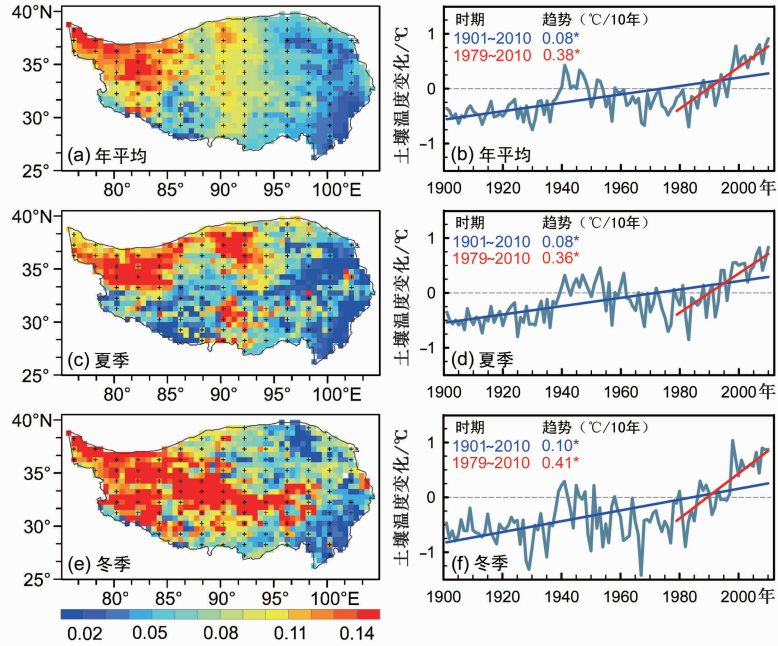 40°N
35°
30°
25°
(a) 年平均
80° 85° 90° 95° 100°E
土壤温度变化/℃
1
0
−1
时期 趋势（℃/10年）
1901~2010 0.08*
1979~2010 0.38*
(b) 年平均
1900 1920 1940 1960 1980 2000年
40°N
35°
30°
25°
(c) 夏季
80° 85° 90° 95° 100°E
土壤温度变化/℃
1
0
−1
时期 趋势（℃/10年）
1901~2010 0.08*
1979~2010 0.36*
(d) 夏季
1900 1920 1940 1960 1980 2000年
40°N
35°
30°
25°
(e) 冬季
80° 85° 90° 95° 100°E
土壤温度变化/℃
1
0
−1
时期 趋势（℃/10年）
1901~2010 0.10*
1979~2010 0.41*
(f) 冬季
1900 1920 1940 1960 1980 2000年
0.02 0.05 0.08 0.11 0.14